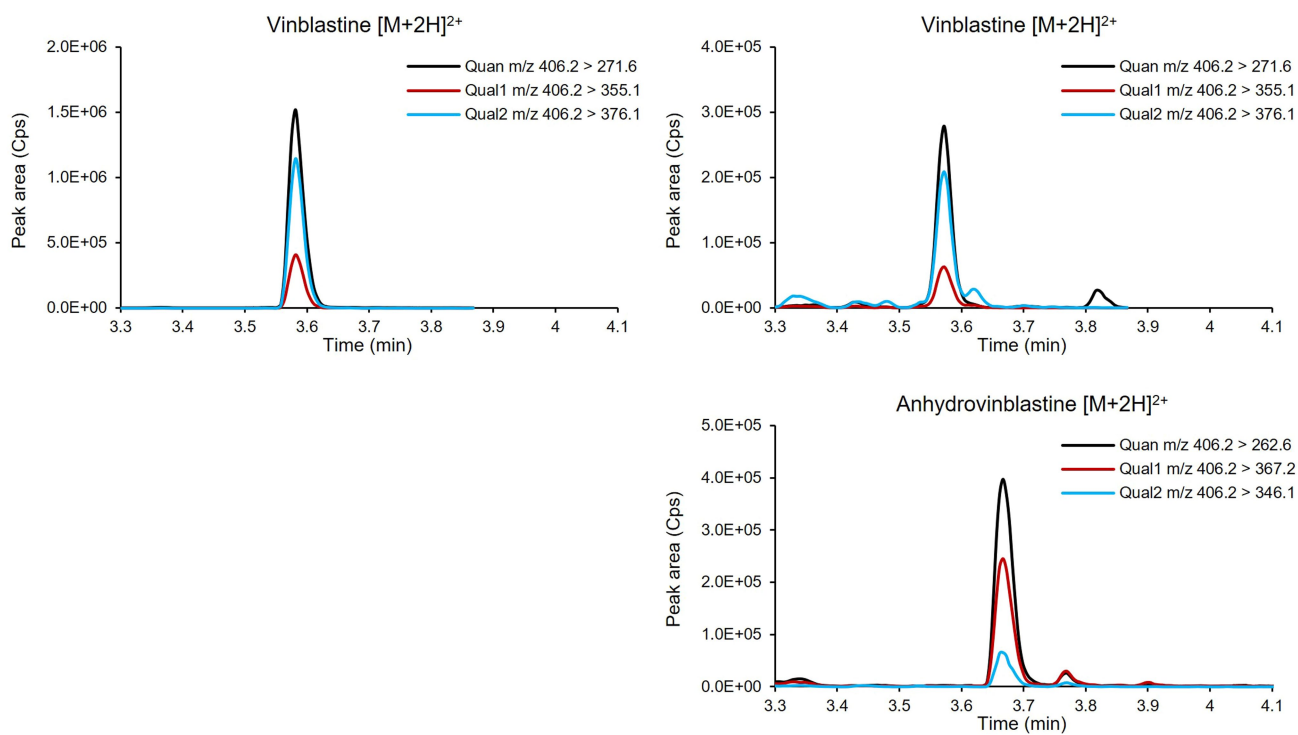 Vinblastine [M+2H]²⁺
2.0E+06
1.5E+06
1.0E+06
5.0E+05
0.0E+00
Peak area (Cps)
Quan m/z 406.2 > 271.6
Qual1 m/z 406.2 > 355.1
Qual2 m/z 406.2 > 376.1
3.3 3.4 3.5 3.6 3.7 3.8 3.9 4 4.1
Time (min)
Vinblastine [M+2H]²⁺
4.0E+05
3.0E+05
2.0E+05
1.0E+05
0.0E+00
Peak area (Cps)
Quan m/z 406.2 > 271.6
Qual1 m/z 406.2 > 355.1
Qual2 m/z 406.2 > 376.1
3.3 3.4 3.5 3.6 3.7 3.8 3.9 4 4.1
Time (min)
Anhydrovinblastine [M+2H]²⁺
5.0E+05
4.0E+05
3.0E+05
2.0E+05
1.0E+05
0.0E+00
Peak area (Cps)
Quan m/z 406.2 > 262.6
Qual1 m/z 406.2 > 367.2
Qual2 m/z 406.2 > 346.1
3.3 3.4 3.5 3.6 3.7 3.8 3.9 4 4.1
Time (min)